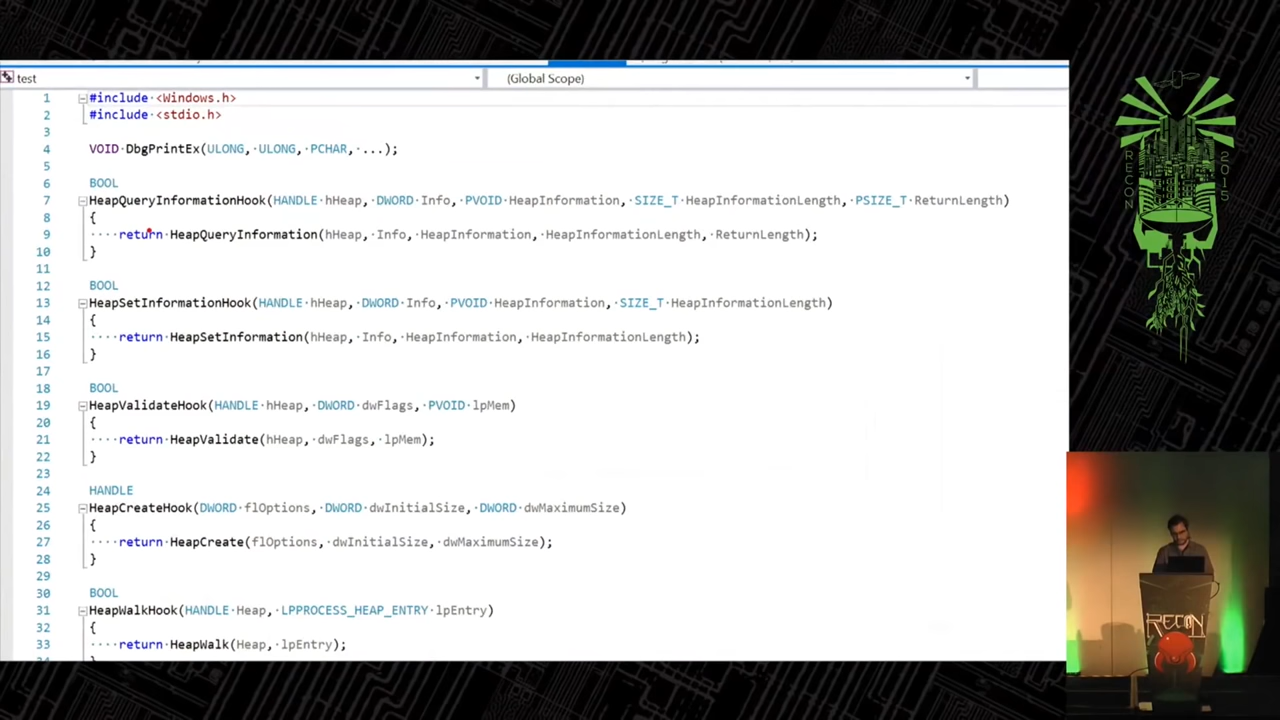 test
(Global Scope)
1 #include <Windows.h>
2 #include <stdio.h>
3
4 VOID DbgPrintEx(ULONG, ULONG, PCHAR, ...);
5
6 BOOL
7 HeapQueryInformationHook(HANDLE hHeap, DWORD Info, PVOID HeapInformation, SIZE_T HeapInformationLength, PSIZE_T ReturnLength)
8 {
9 return HeapQueryInformation(hHeap, Info, HeapInformation, HeapInformationLength, ReturnLength);
10 }
11
12 BOOL
13 HeapSetInformationHook(HANDLE hHeap, DWORD Info, PVOID HeapInformation, SIZE_T HeapInformationLength)
14 {
15 return HeapSetInformation(hHeap, Info, HeapInformation, HeapInformationLength);
16 }
17
18 BOOL
19 HeapValidateHook(HANDLE hHeap, DWORD dwFlags, PVOID lpMem)
20 {
21 return HeapValidate(hHeap, dwFlags, lpMem);
22 }
23
24 HANDLE
25 HeapCreateHook(DWORD flOptions, DWORD dwInitialSize, DWORD dwMaximumSize)
26 {
27 return HeapCreate(flOptions, dwInitialSize, dwMaximumSize);
28 }
29
30 BOOL
31 HeapWalkHook(HANDLE Heap, LPPROCESS_HEAP_ENTRY lpEntry)
32 {
33 return HeapWalk(Heap, lpEntry);
RECON
2015
RECON